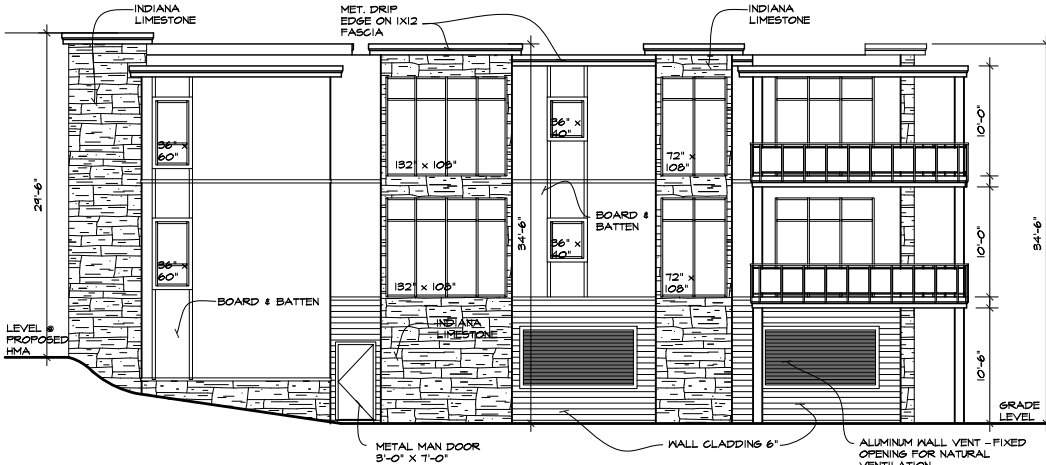 INDIANA
LIMESTONE
MET. DRIP
EDGE ON 1X12
FASCIA
INDIANA
LIMESTONE
29'-6"
36" x
60"
132" x 108"
36" x
40"
72" x
108"
10'-0"
34'-6"
34'-6"
BOARD &
BATTEN
36" x
60"
132" x 108"
36" x
40"
72" x
108"
10'-0"
BOARD & BATTEN
LEVEL @
PROPOSED
HMA
INDIANA
LIMESTONE
10'-6"
GRADE
LEVEL
METAL MAN DOOR
3'-0" X 7'-0"
WALL CLADDING 6"
ALUMINUM WALL VENT - FIXED
OPENING FOR NATURAL
VENTILATION